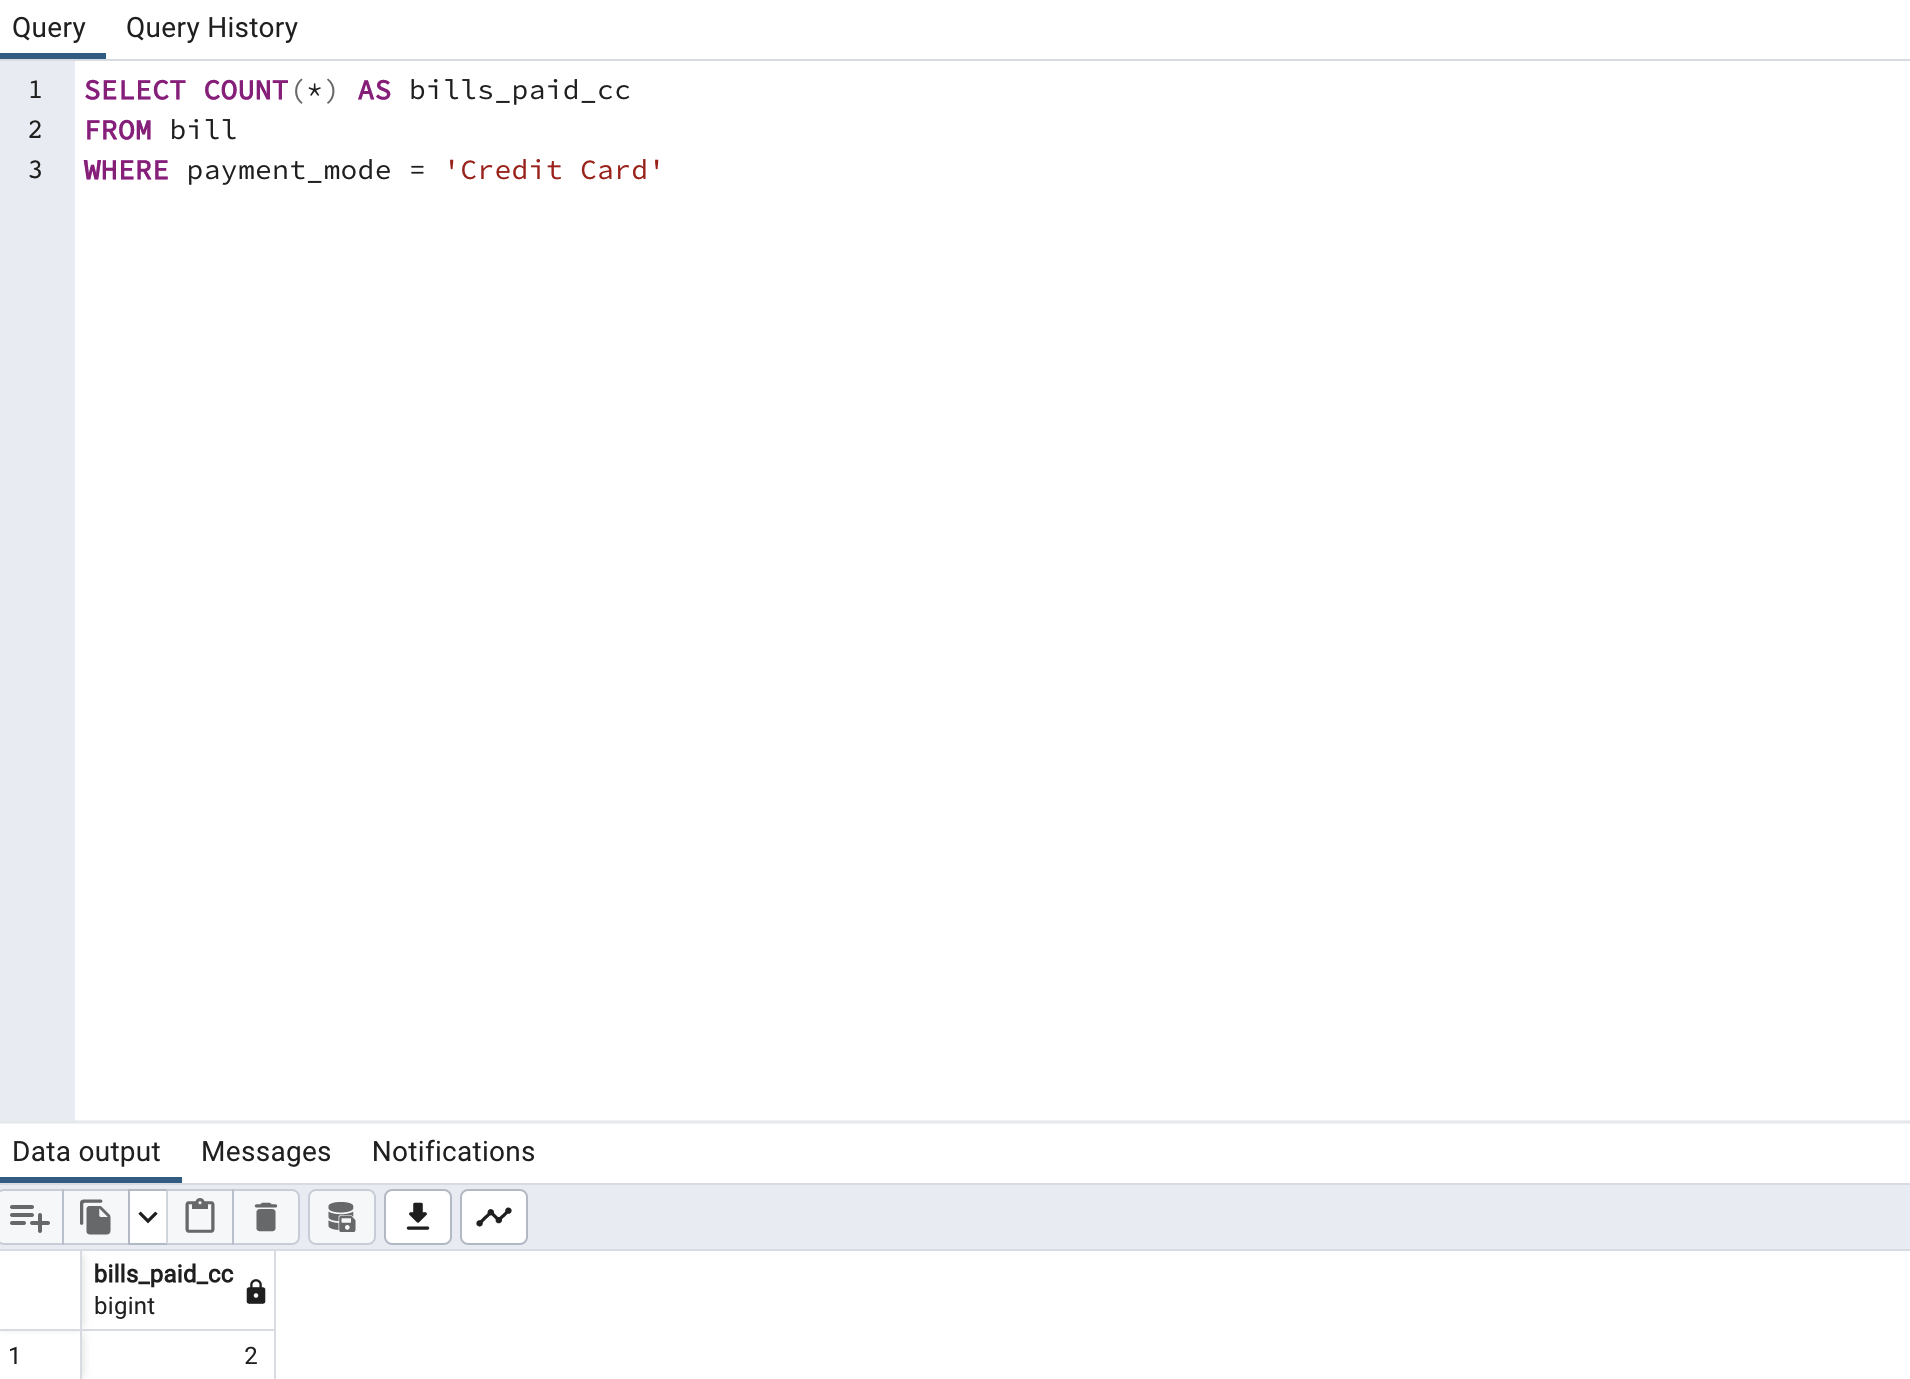 Query Query History
1 SELECT COUNT(*) AS bills_paid_cc
2 FROM bill
3 WHERE payment_mode = 'Credit Card'
Data output Messages Notifications
bills_paid_cc
bigint
1 2